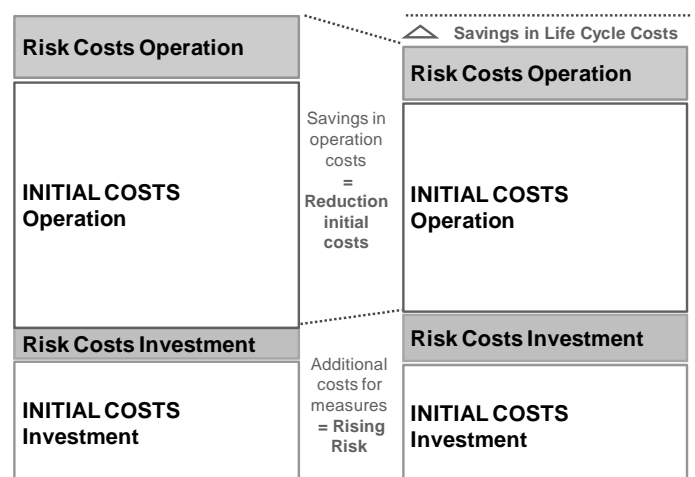 Risk Costs Operation
INITIAL COSTS
Operation
Risk Costs Investment
INITIAL COSTS
Investment
Savings in
operation
costs
=
Reduction
initial
costs
Additional
costs for
measures
= Rising
Risk
Savings in Life Cycle Costs
Risk Costs Operation
INITIAL COSTS
Operation
Risk Costs Investment
INITIAL COSTS
Investment